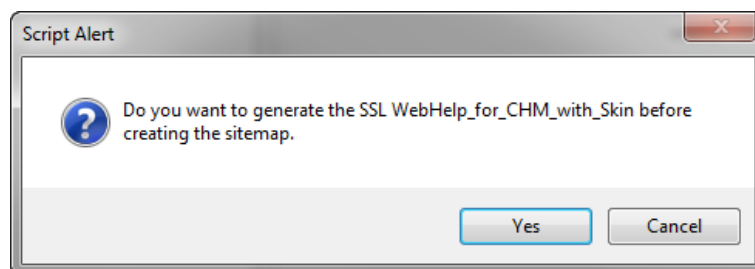 Script Alert
Do you want to generate the SSL WebHelp_for_CHM_with_Skin before
creating the sitemap.
Yes
Cancel